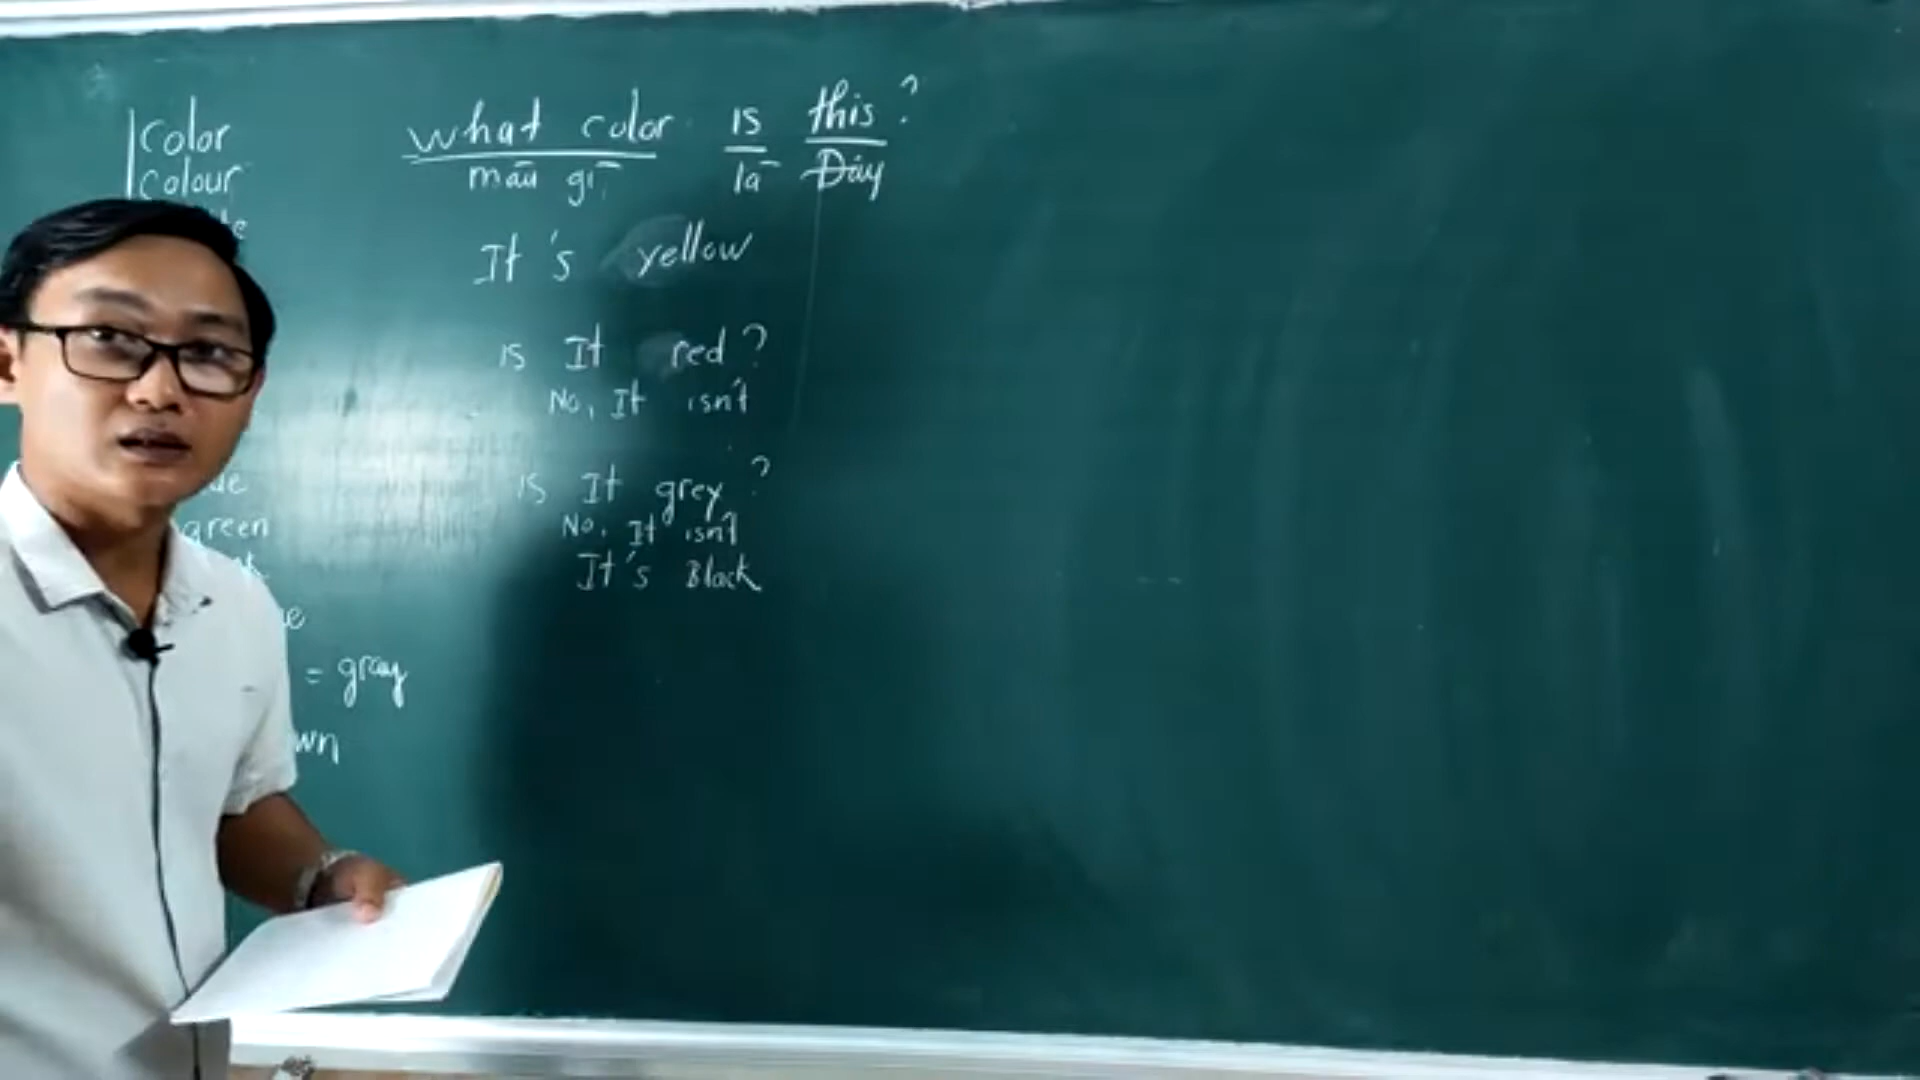 color
colour
green
= gray
what color is this?
màu gì là Đây
It's yellow
is It red?
No, It isn't
is It grey?
No, It isn't
It's Black